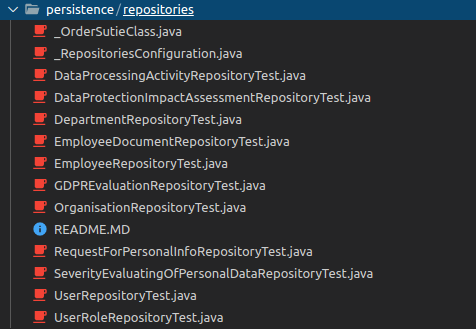 persistence/repositories
_OrderSutieClass.java
_RepositoriesConfiguration.java
DataProcessingActivityRepositoryTest.java
DataProtectionImpactAssessmentRepositoryTest.java
DepartmentRepositoryTest.java
EmployeeDocumentRepositoryTest.java
EmployeeRepositoryTest.java
GDPREvaluationRepositoryTest.java
OrganisationRepositoryTest.java
README.MD
RequestForPersonalInfoRepositoryTest.java
SeverityEvaluatingOfPersonalDataRepositoryTest.java
UserRepositoryTest.java
UserRoleRepositoryTest.java